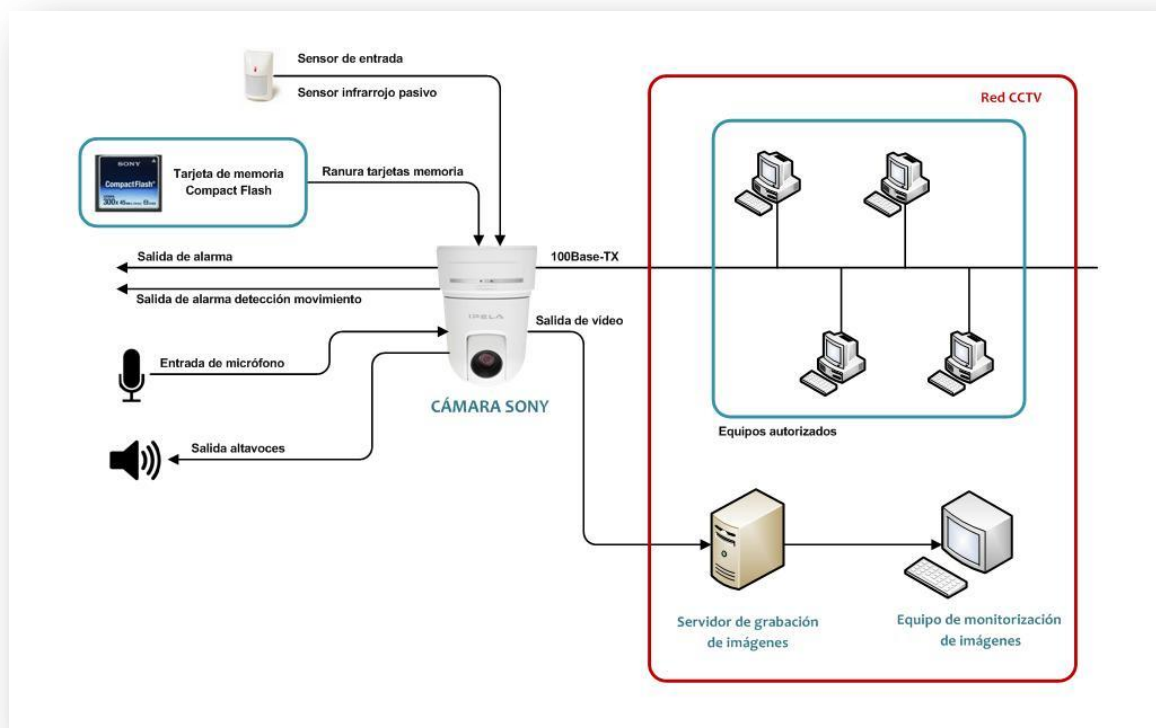 Sensor de entrada
Sensor infrarrojo pasivo
Red CCTV
SONY
CompactFlash
300x
Tarjeta de memoria
Compact Flash
Ranura tarjetas memoria
Salida de alarma
100Base-TX
Salida de alarma detección movimiento
IPELA
Salida de vídeo
Entrada de micrófono
CÁMARA SONY
Salida altavoces
Equipos autorizados
Servidor de grabación
de imágenes
Equipo de monitorización
de imágenes